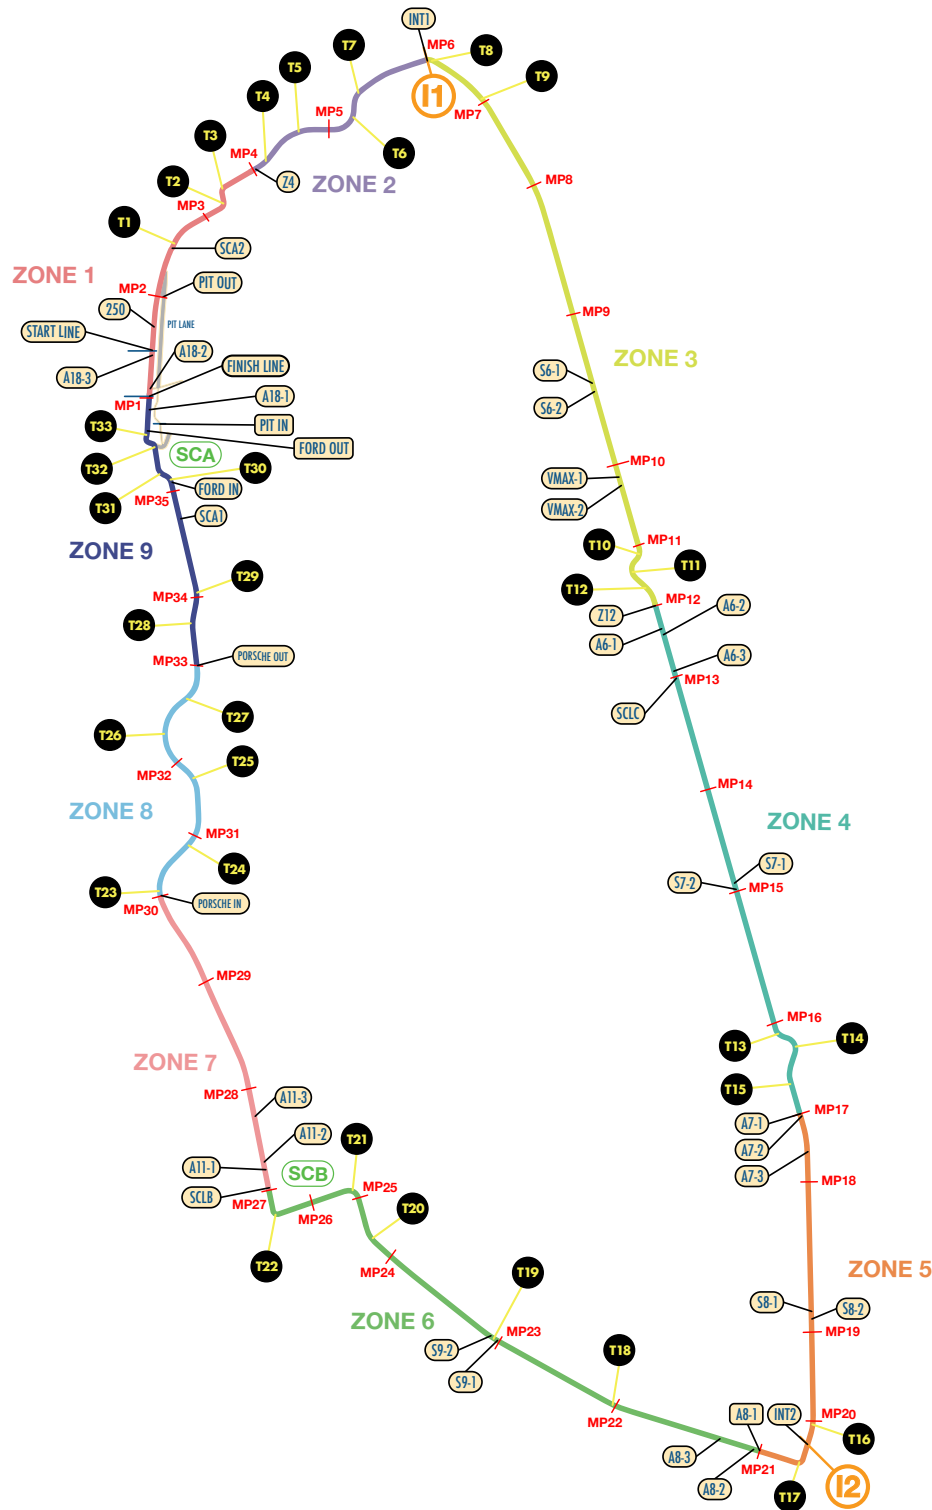 INT1
MP6
T8
T7
T5
I1
T9
T4
MP5
MP7
T3
T6
MP4
T2
Z4
ZONE 2
MP8
MP3
T1
SCA2
ZONE 1
MP2
PIT OUT
250
PIT LANE
MP9
START LINE
A18-2
ZONE 3
FINISH LINE
A18-3
S6-1
A18-1
MP1
S6-2
T33
PIT IN
FORD OUT
SCA
T32
T30
MP10
VMAX-1
FORD IN
MP35
T31
VMAX-2
SCA1
MP11
T10
ZONE 9
T11
T29
T12
MP34
MP12
A6-2
Z12
T28
A6-1
PORSCHE OUT
A6-3
MP33
MP13
SCLC
T27
T26
T25
MP32
MP14
ZONE 8
ZONE 4
MP31
S7-1
T24
S7-2
MP15
T23
MP30
PORSCHE IN
MP29
MP16
T14
T13
ZONE 7
T15
MP28
A11-3
MP17
A7-1
A11-2
T21
A7-2
A11-1
SCB
A7-3
MP18
SCLB
MP27
MP25
T20
MP26
T22
MP24
T19
ZONE 5
S8-1
S8-2
ZONE 6
MP23
MP19
S9-2
T18
S9-1
A8-1
INT2
MP20
MP22
T16
A8-3
MP21
A8-2
T17
I2